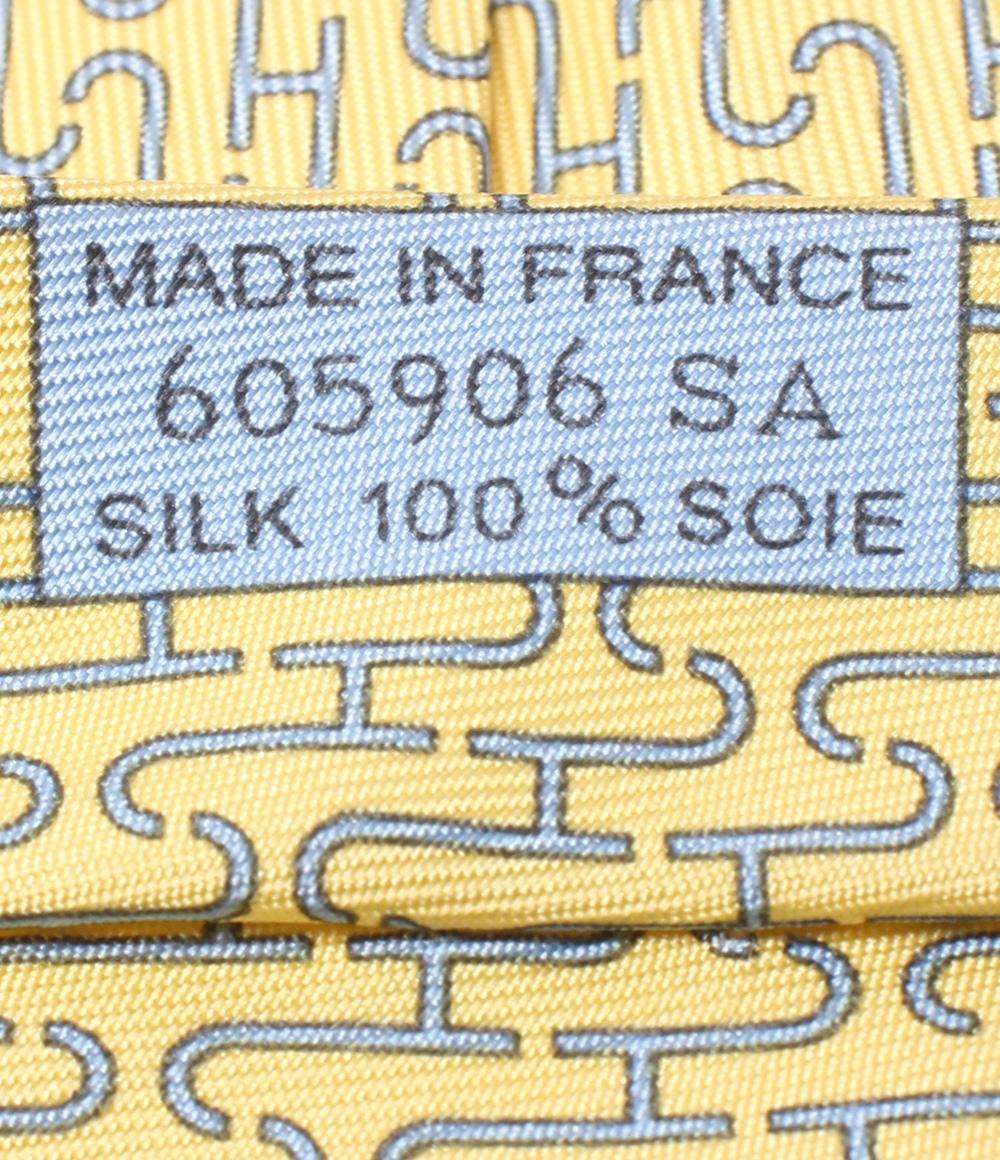 MADE IN FRANCE
605906 SA
SILK 100% SOIE